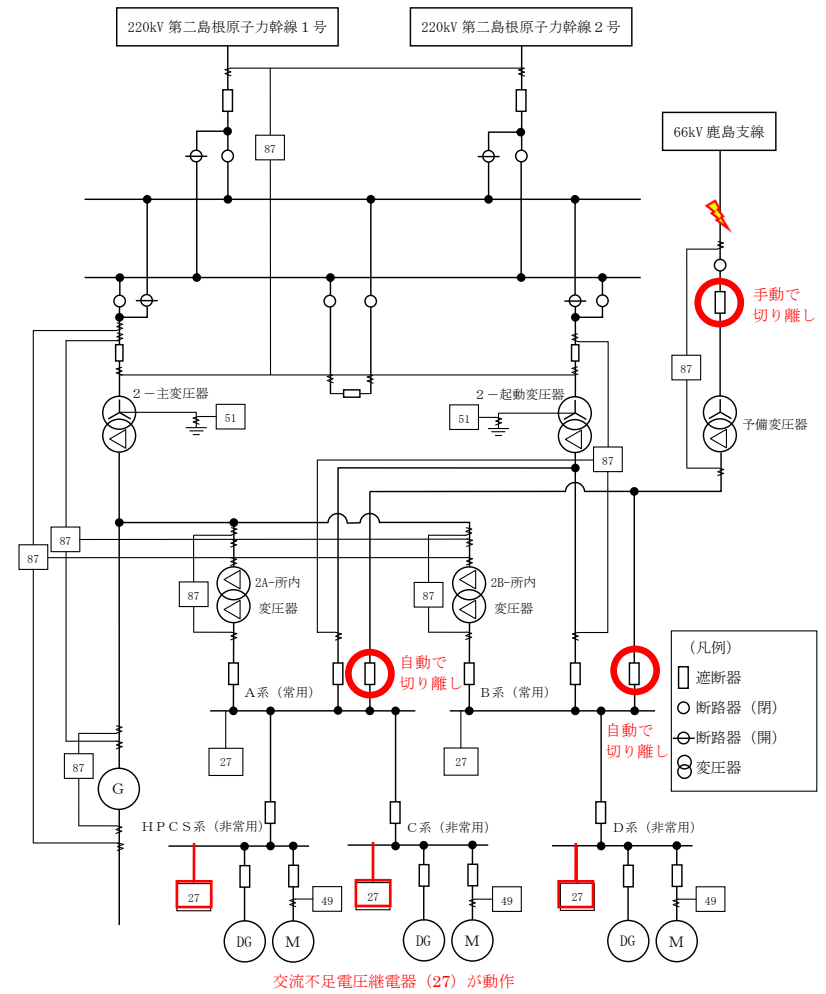 220kV 第二島根原子力幹線1号
220kV 第二島根原子力幹線2号
66kV 鹿島支線
87
手動で
切り離し
87
2－主変圧器
51
2－起動変圧器
51
予備変圧器
87
87
87
87
2A-所内
変圧器
87
2B-所内
変圧器
自動で
切り離し
A系（常用）
B系（常用）
自動で
切り離し
（凡例）
遮断器
断路器（閉）
断路器（開）
変圧器
27
27
87
G
HPCS系（非常用）
C系（非常用）
D系（非常用）
27
49
27
49
27
49
DG
M
DG
M
DG
M
交流不足電圧継電器（27）が動作